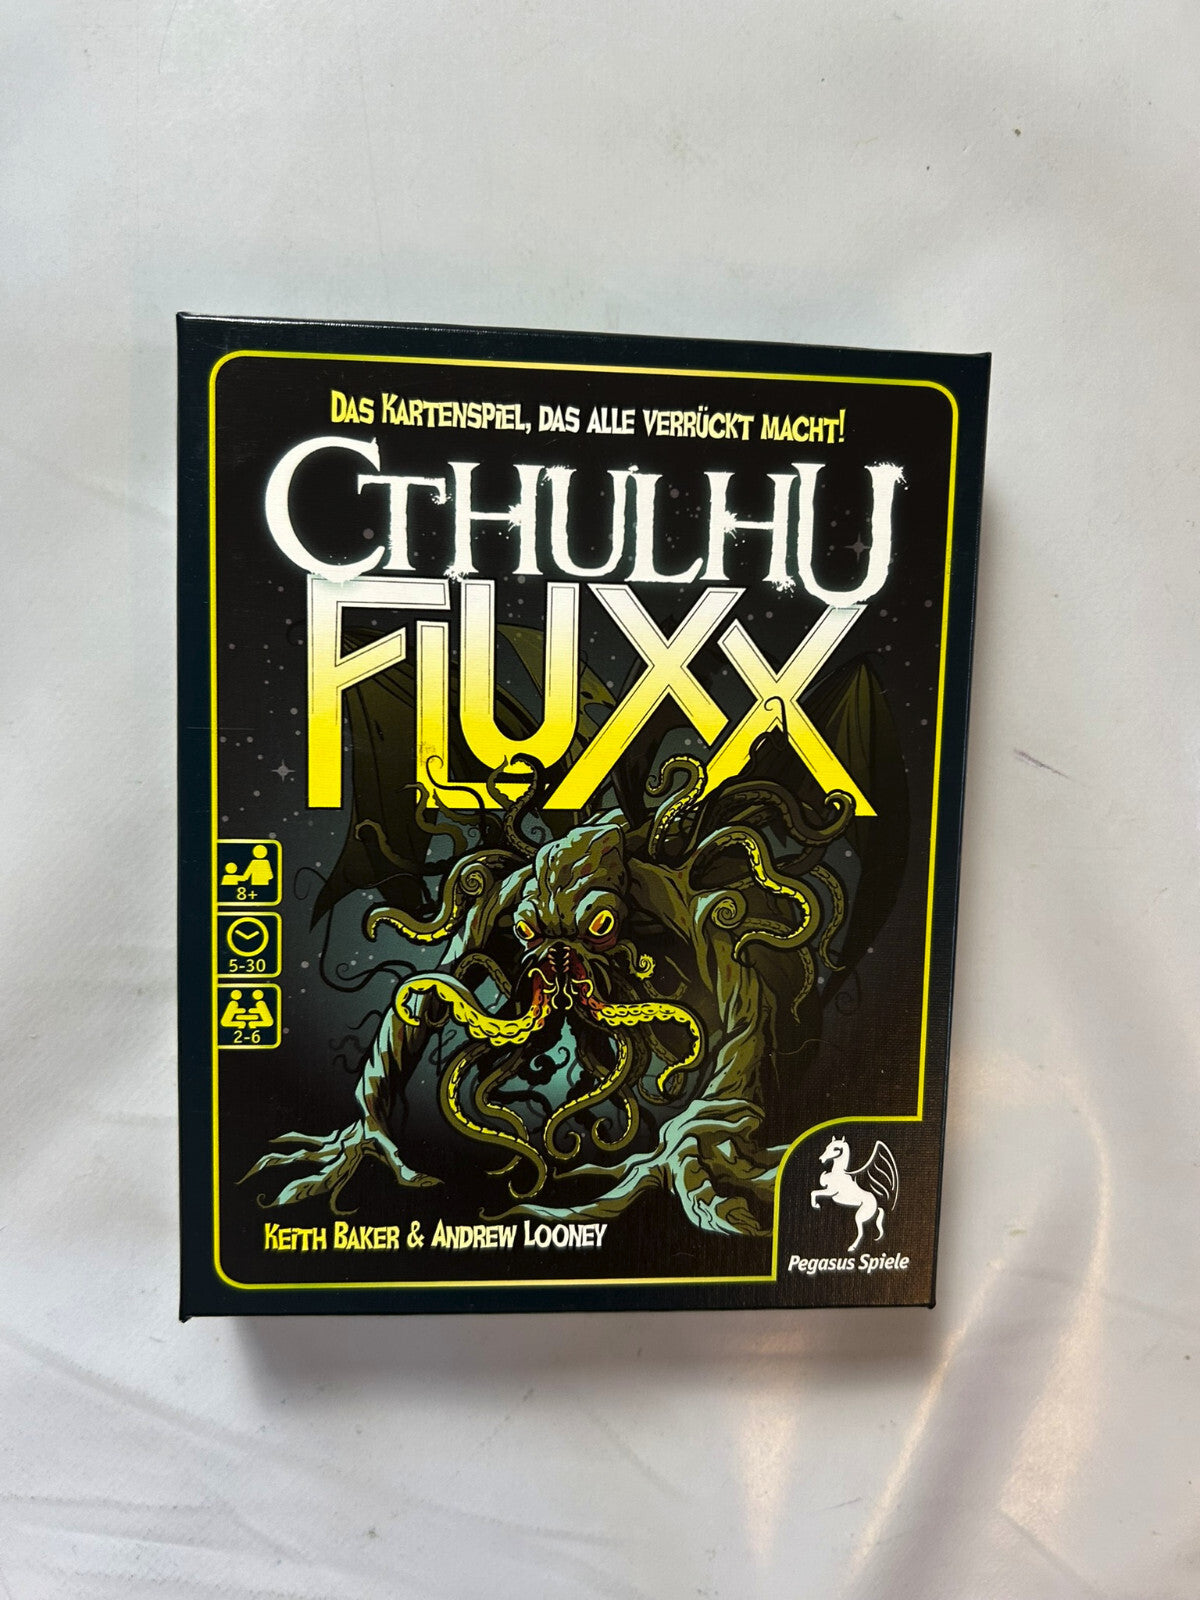 DAS KARTENSPIEL, DAS ALLE VERRÜCKT MACHT!
CTHULHU
FLUXX
8+
5-30
2-6
KEITH BAKER & ANDREW LOONEY
Pegasus Spiele